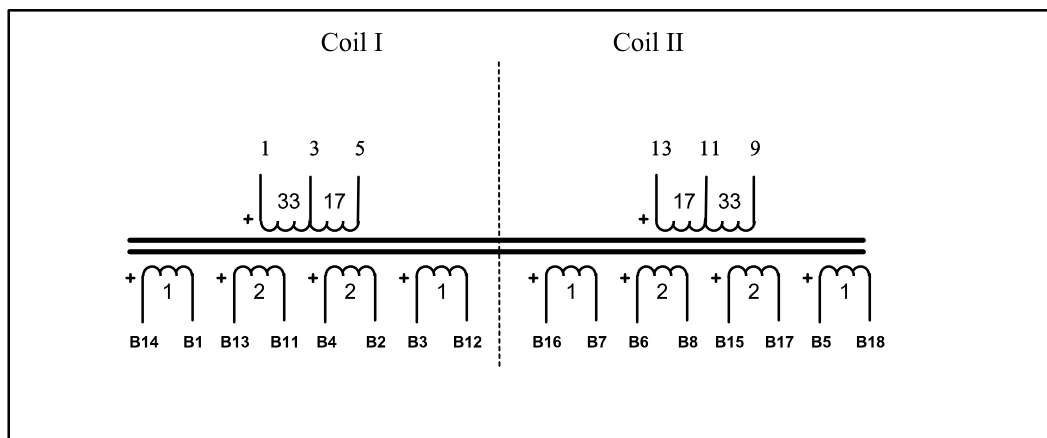 Coil I Coil II
1 3 5 13 11 9
33 17 17 33
+ +
+ + + + + + + +
1 2 2 1 1 2 2 1
B14 B1 B13 B11 B4 B2 B3 B12 B16 B7 B6 B8 B15 B17 B5 B18